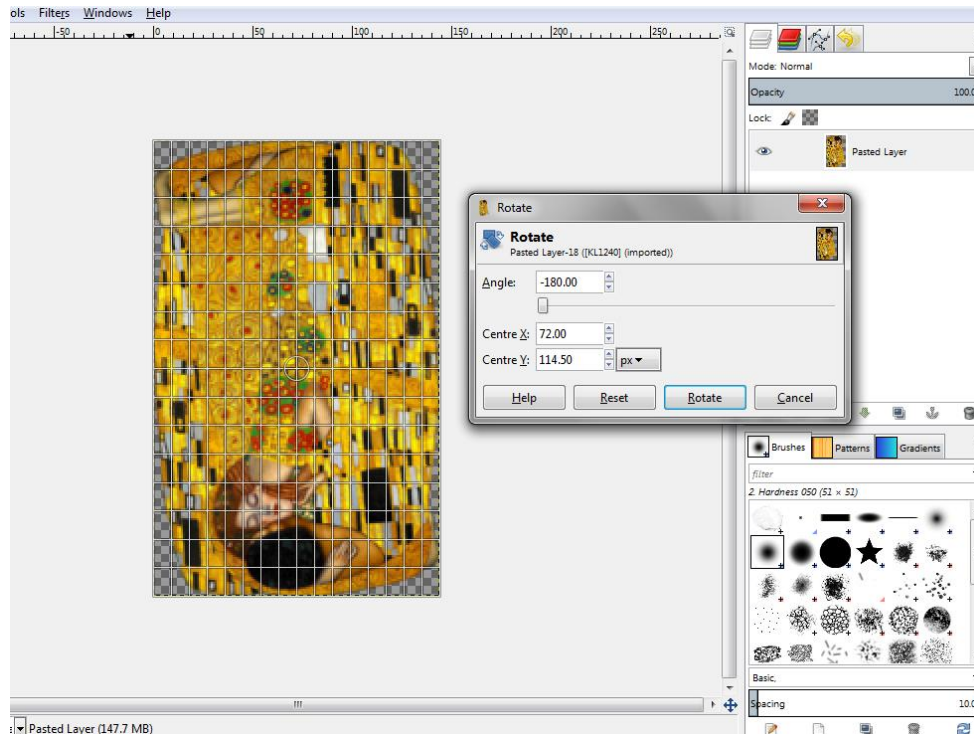 ols Filters Windows Help
-50 0 50 100 150 200 250
Mode: Normal
Opacity 100.0
Lock:
Pasted Layer
Rotate
Rotate
Pasted Layer-18 ([KL1240] (imported))
Angle: -180.00
Centre X: 72.00
Centre Y: 114.50 px
Help Reset Rotate Cancel
Brushes Patterns Gradients
filter
2. Hardness 050 (51 × 51)
Basic,
Spacing 10.0
Pasted Layer (147.7 MB)